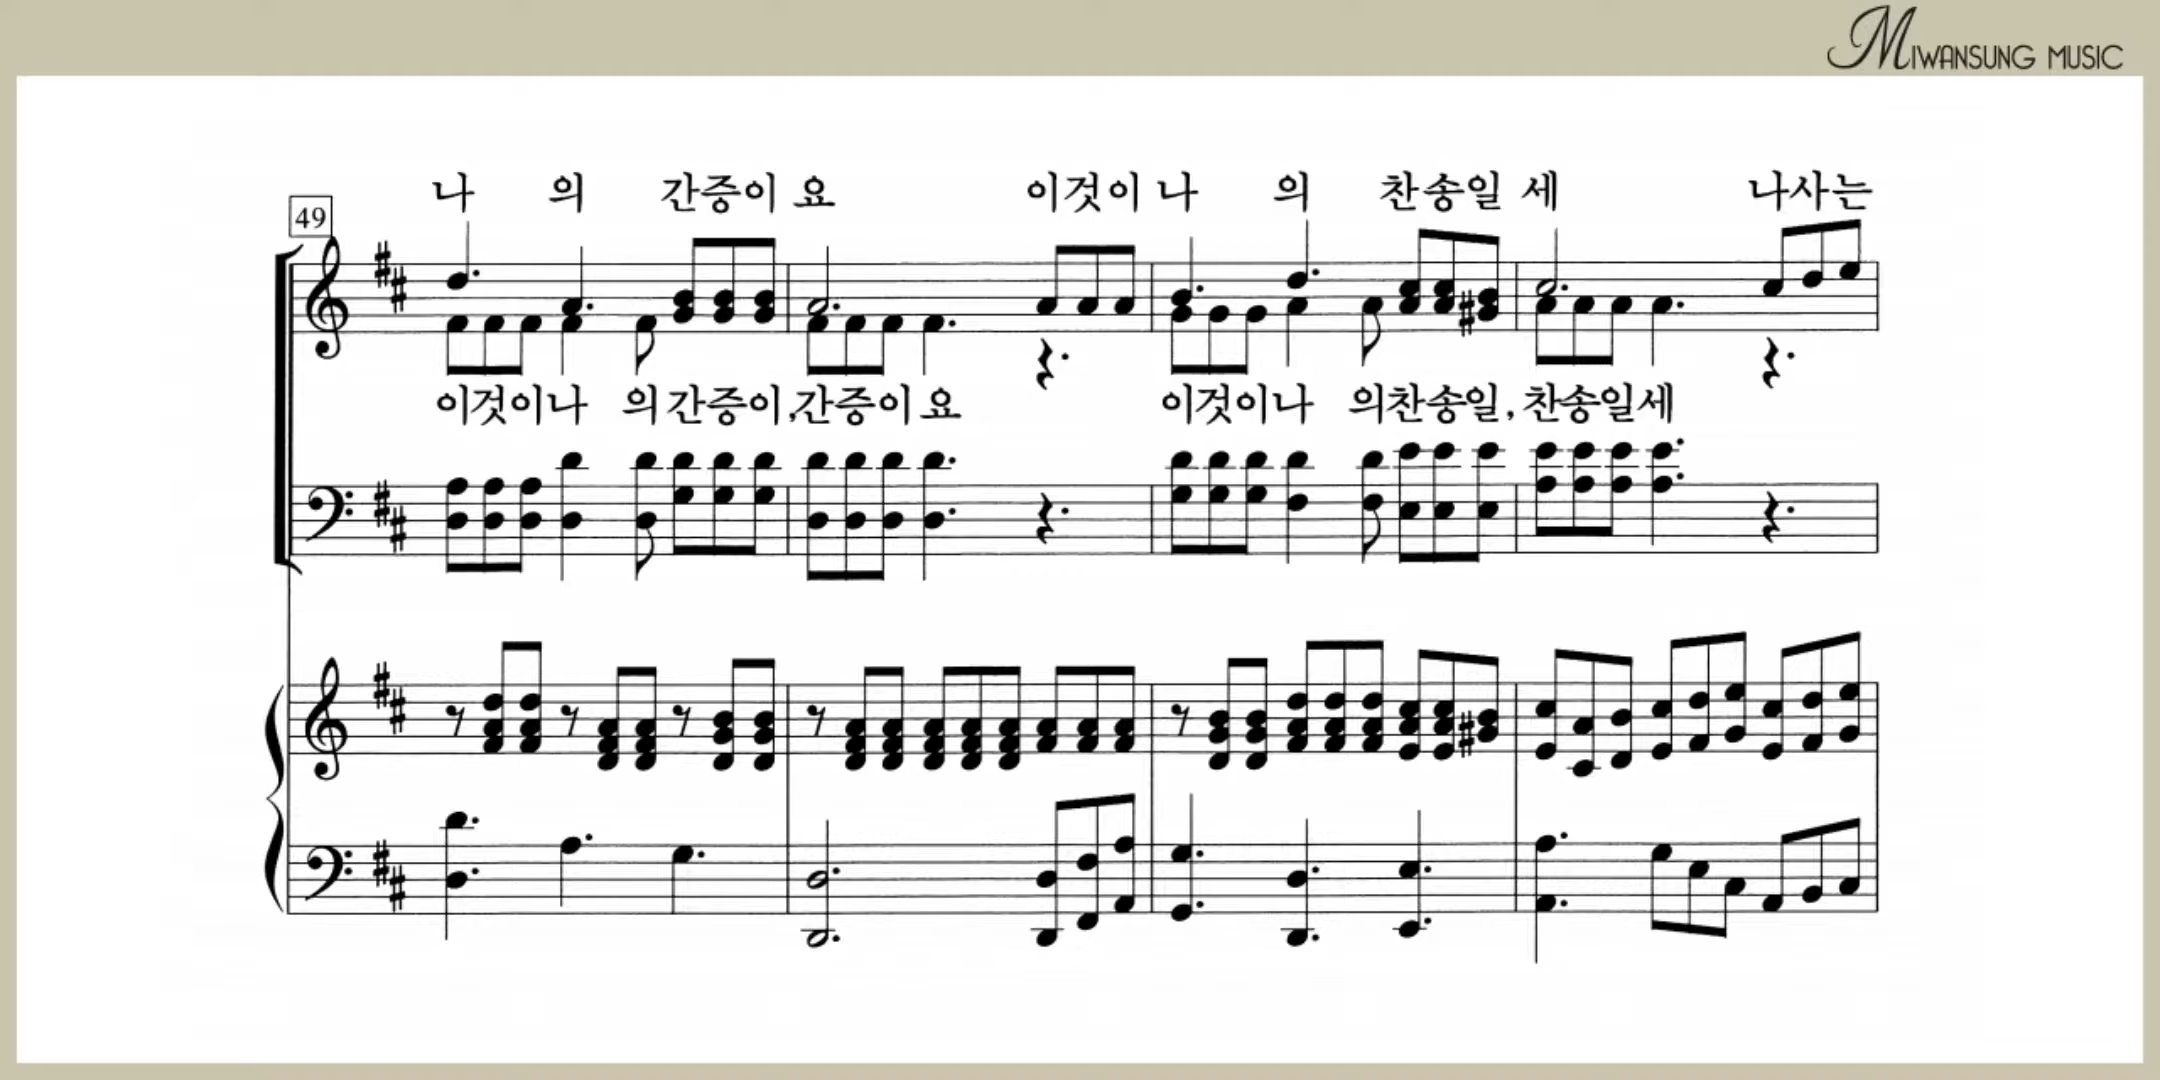 MIWANSUNG MUSIC
나 의 간증이 요 이것이 나 의 찬송일 세 나사는
49
이것이나 의간증이,간증이요 이것이나 의찬송일, 찬송일세